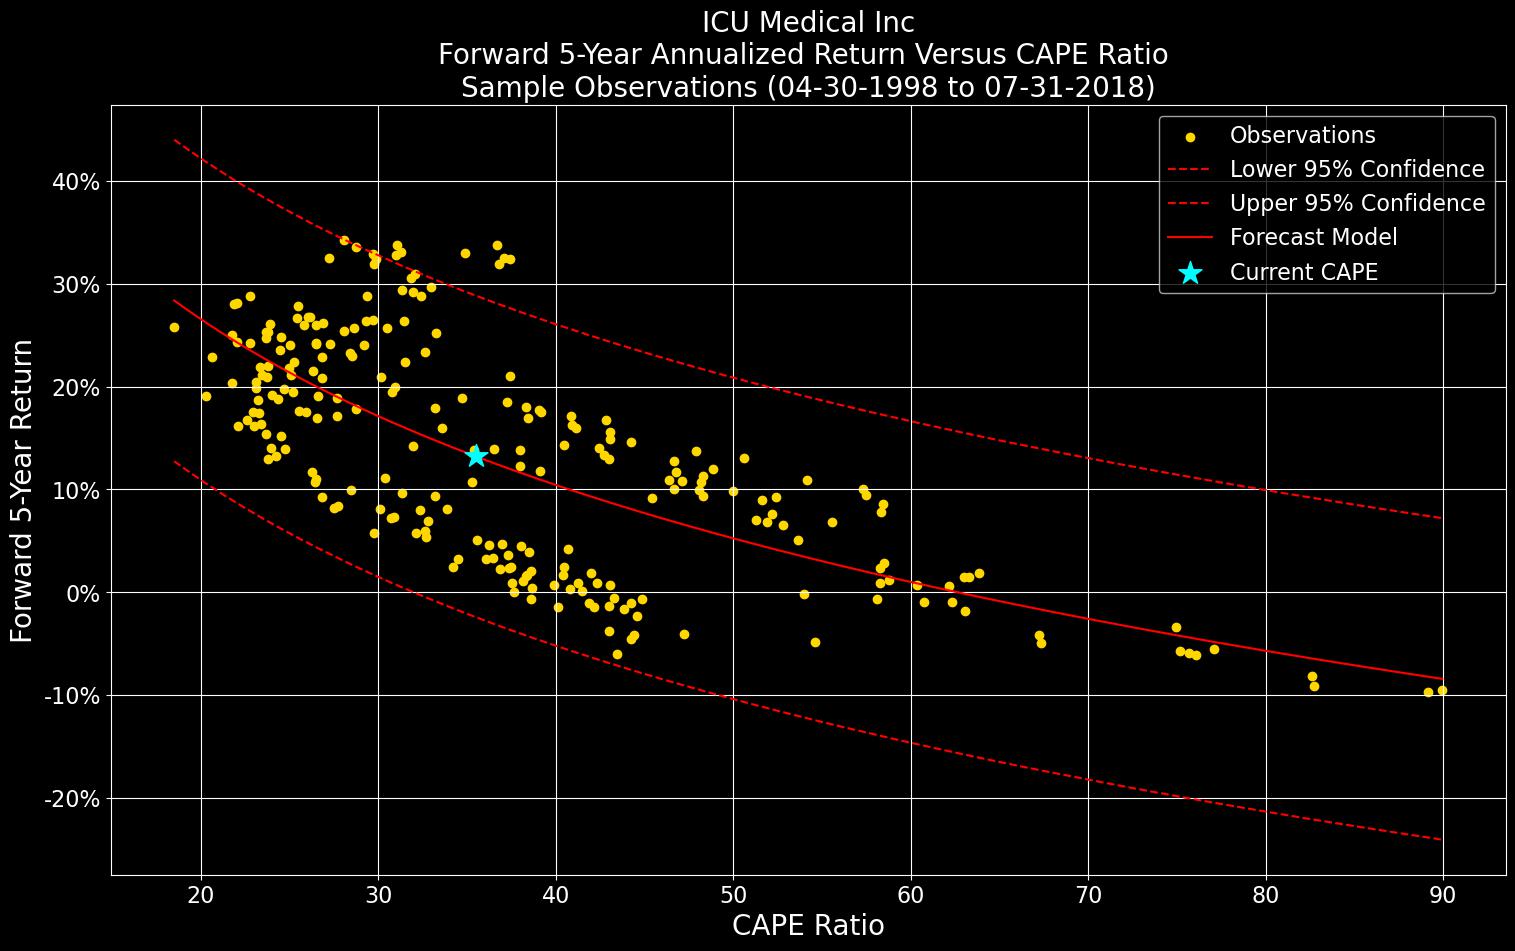 ICU Medical Inc
Forward 5-Year Annualized Return Versus CAPE Ratio
Sample Observations (04-30-1998 to 07-31-2018)
Observations
Lower 95% Confidence
Upper 95% Confidence
Forecast Model
Current CAPE
Forward 5-Year Return
40%
30%
20%
10%
0%
-10%
-20%
20 30 40 50 60 70 80 90
CAPE Ratio